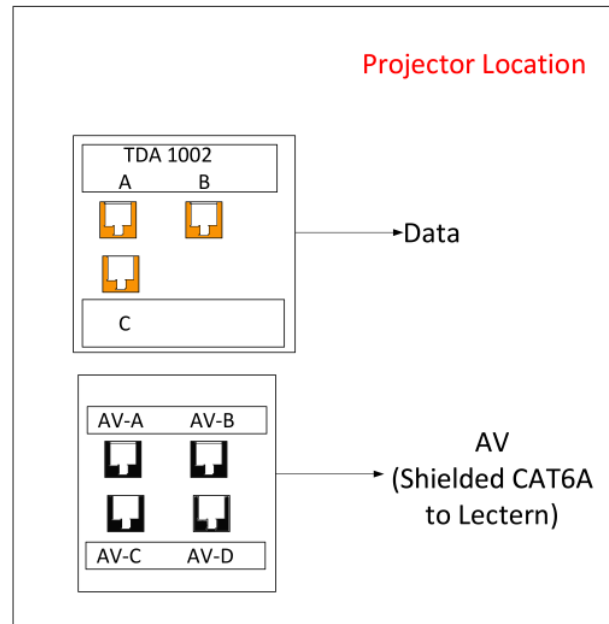 Projector Location
TDA 1002
A B
Data
C
AV-A AV-B
AV
(Shielded CAT6A
to Lectern)
AV-C AV-D